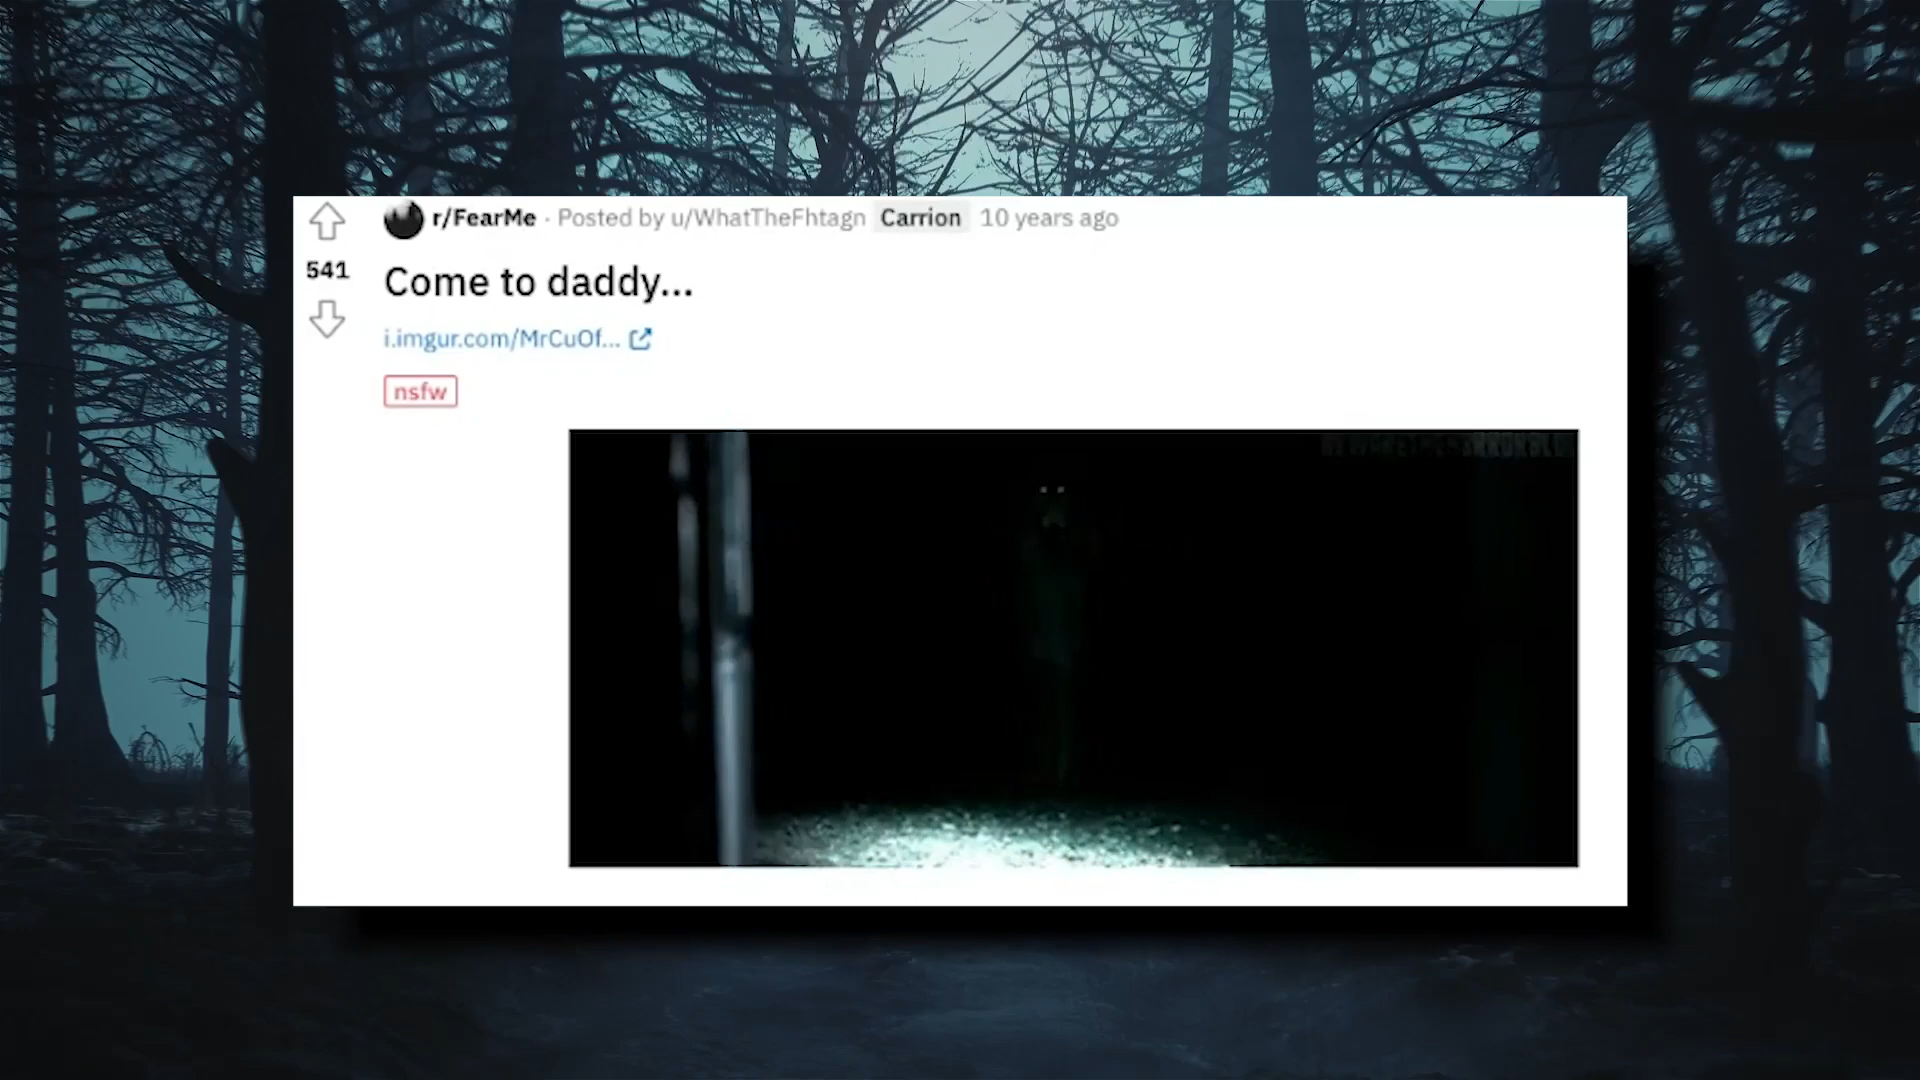 r/FearMe · Posted by u/WhatTheFhtagn Carrion 10 years ago
541
Come to daddy...
i.imgur.com/MrCuOf...
nsfw